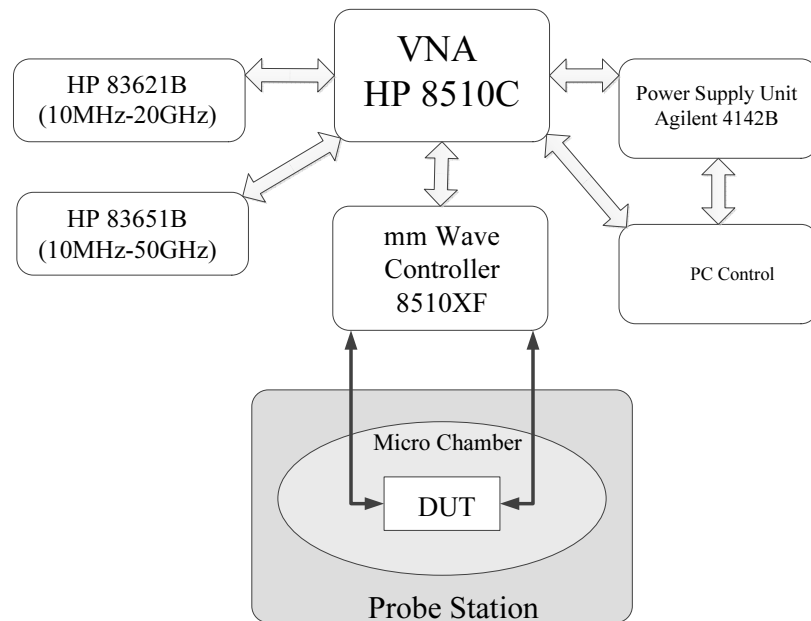 VNA
HP 8510C
HP 83621B
(10MHz-20GHz)
Power Supply Unit
Agilent 4142B
HP 83651B
(10MHz-50GHz)
mm Wave
Controller
8510XF
PC Control
Micro Chamber
DUT
Probe Station